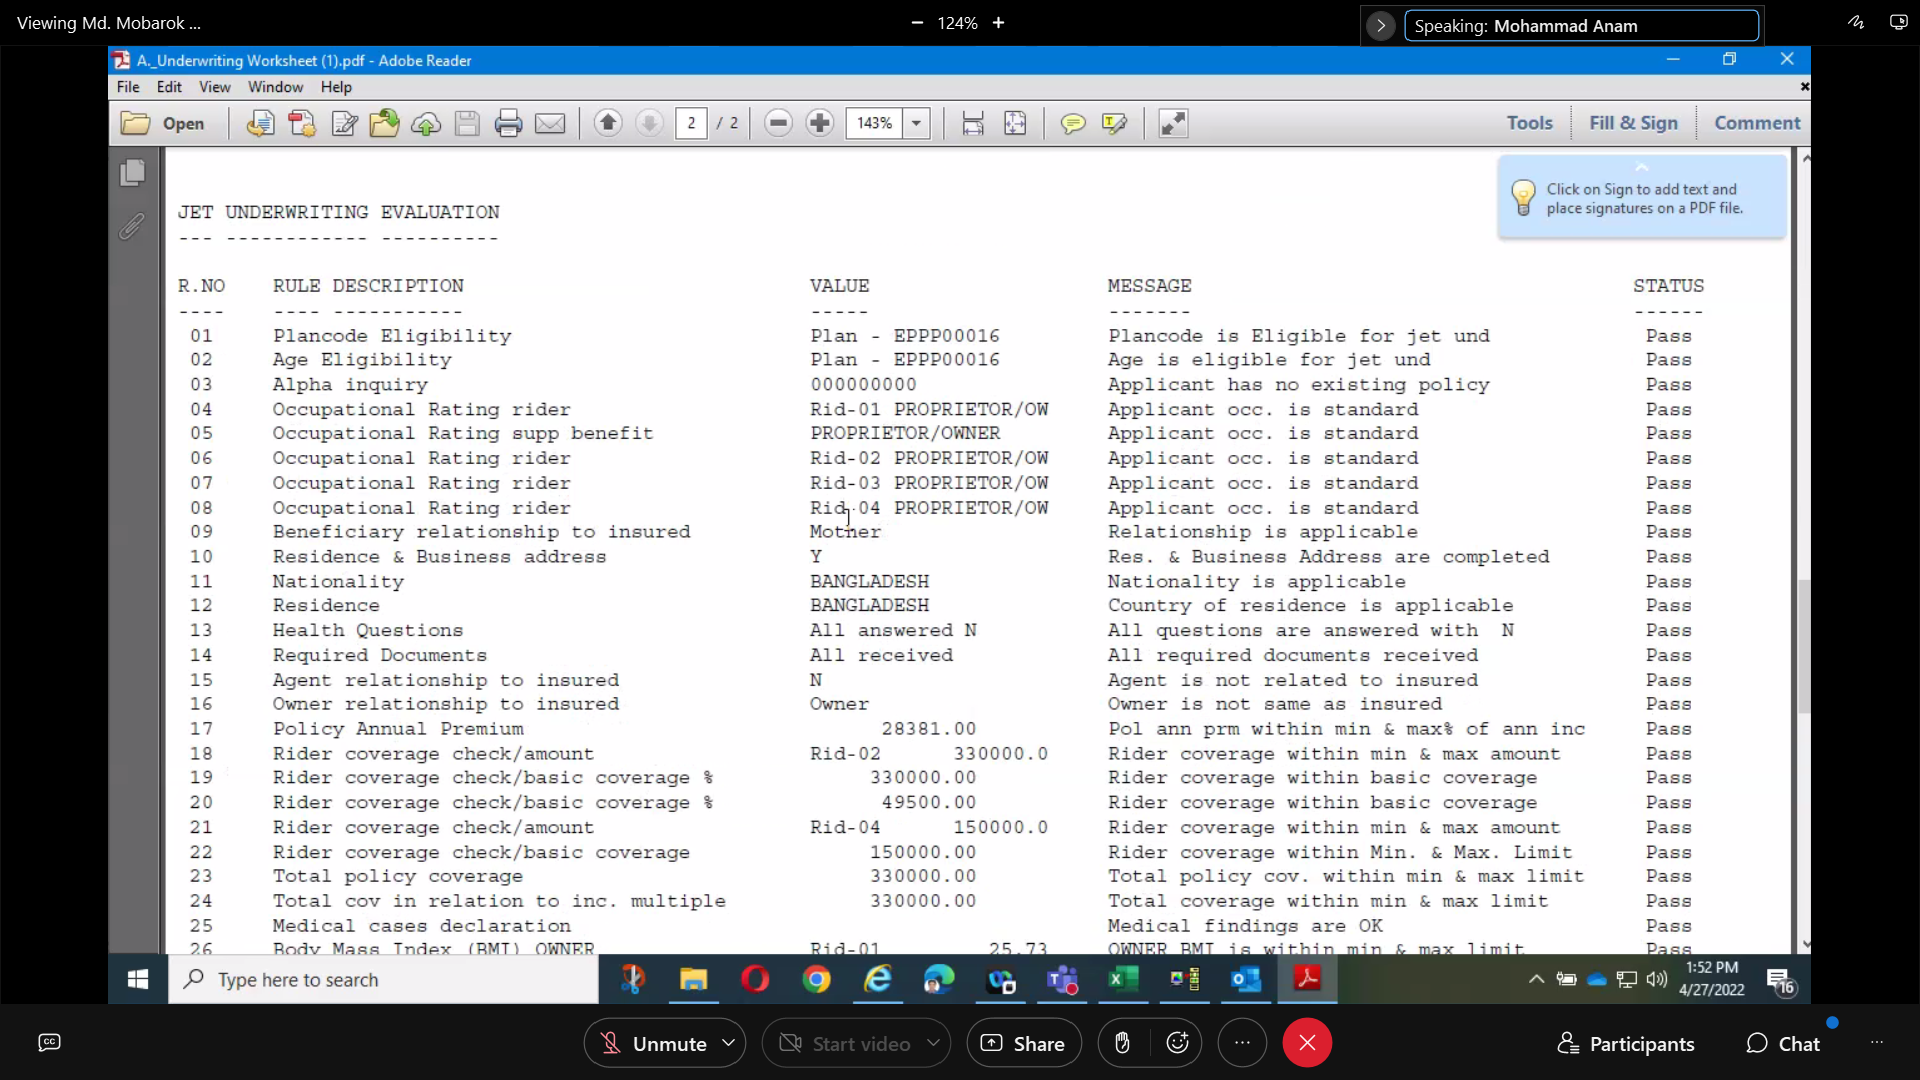 Viewing Md. Mobarok ...
− 124% +
Speaking: Mohammad Anam
A._Underwriting Worksheet (1).pdf - Adobe Reader
File Edit View Window Help
Open 2 / 2 143% Tools Fill & Sign Comment
Click on Sign to add text and
place signatures on a PDF file.
JET UNDERWRITING EVALUATION
--- ------------ ----------
R.NO RULE DESCRIPTION VALUE MESSAGE STATUS
---- ---- ----------- ----- ------- ------
01 Plancode Eligibility Plan - EPPP00016 Plancode is Eligible for jet und Pass
02 Age Eligibility Plan - EPPP00016 Age is eligible for jet und Pass
03 Alpha inquiry 000000000 Applicant has no existing policy Pass
04 Occupational Rating rider Rid-01 PROPRIETOR/OW Applicant occ. is standard Pass
05 Occupational Rating supp benefit PROPRIETOR/OWNER Applicant occ. is standard Pass
06 Occupational Rating rider Rid-02 PROPRIETOR/OW Applicant occ. is standard Pass
07 Occupational Rating rider Rid-03 PROPRIETOR/OW Applicant occ. is standard Pass
08 Occupational Rating rider Rid-04 PROPRIETOR/OW Applicant occ. is standard Pass
09 Beneficiary relationship to insured Mother Relationship is applicable Pass
10 Residence & Business address Y Res. & Business Address are completed Pass
11 Nationality BANGLADESH Nationality is applicable Pass
12 Residence BANGLADESH Country of residence is applicable Pass
13 Health Questions All answered N All questions are answered with N Pass
14 Required Documents All received All required documents received Pass
15 Agent relationship to insured N Agent is not related to insured Pass
16 Owner relationship to insured Owner Owner is not same as insured Pass
17 Policy Annual Premium 28381.00 Pol ann prm within min & max% of ann inc Pass
18 Rider coverage check/amount Rid-02 330000.0 Rider coverage within min & max amount Pass
19 Rider coverage check/basic coverage % 330000.00 Rider coverage within basic coverage Pass
20 Rider coverage check/basic coverage % 49500.00 Rider coverage within basic coverage Pass
21 Rider coverage check/amount Rid-04 150000.0 Rider coverage within min & max amount Pass
22 Rider coverage check/basic coverage 150000.00 Rider coverage within Min. & Max. Limit Pass
23 Total policy coverage 330000.00 Total policy cov. within min & max limit Pass
24 Total cov in relation to inc. multiple 330000.00 Total coverage within min & max limit Pass
25 Medical cases declaration Medical findings are OK Pass
26 Body Mass Index (BMI) OWNER Rid-01 25.73 OWNER BMI is within min & max limit Pass
Type here to search
1:52 PM
4/27/2022
16
Unmute Start video Share ... Participants Chat ...